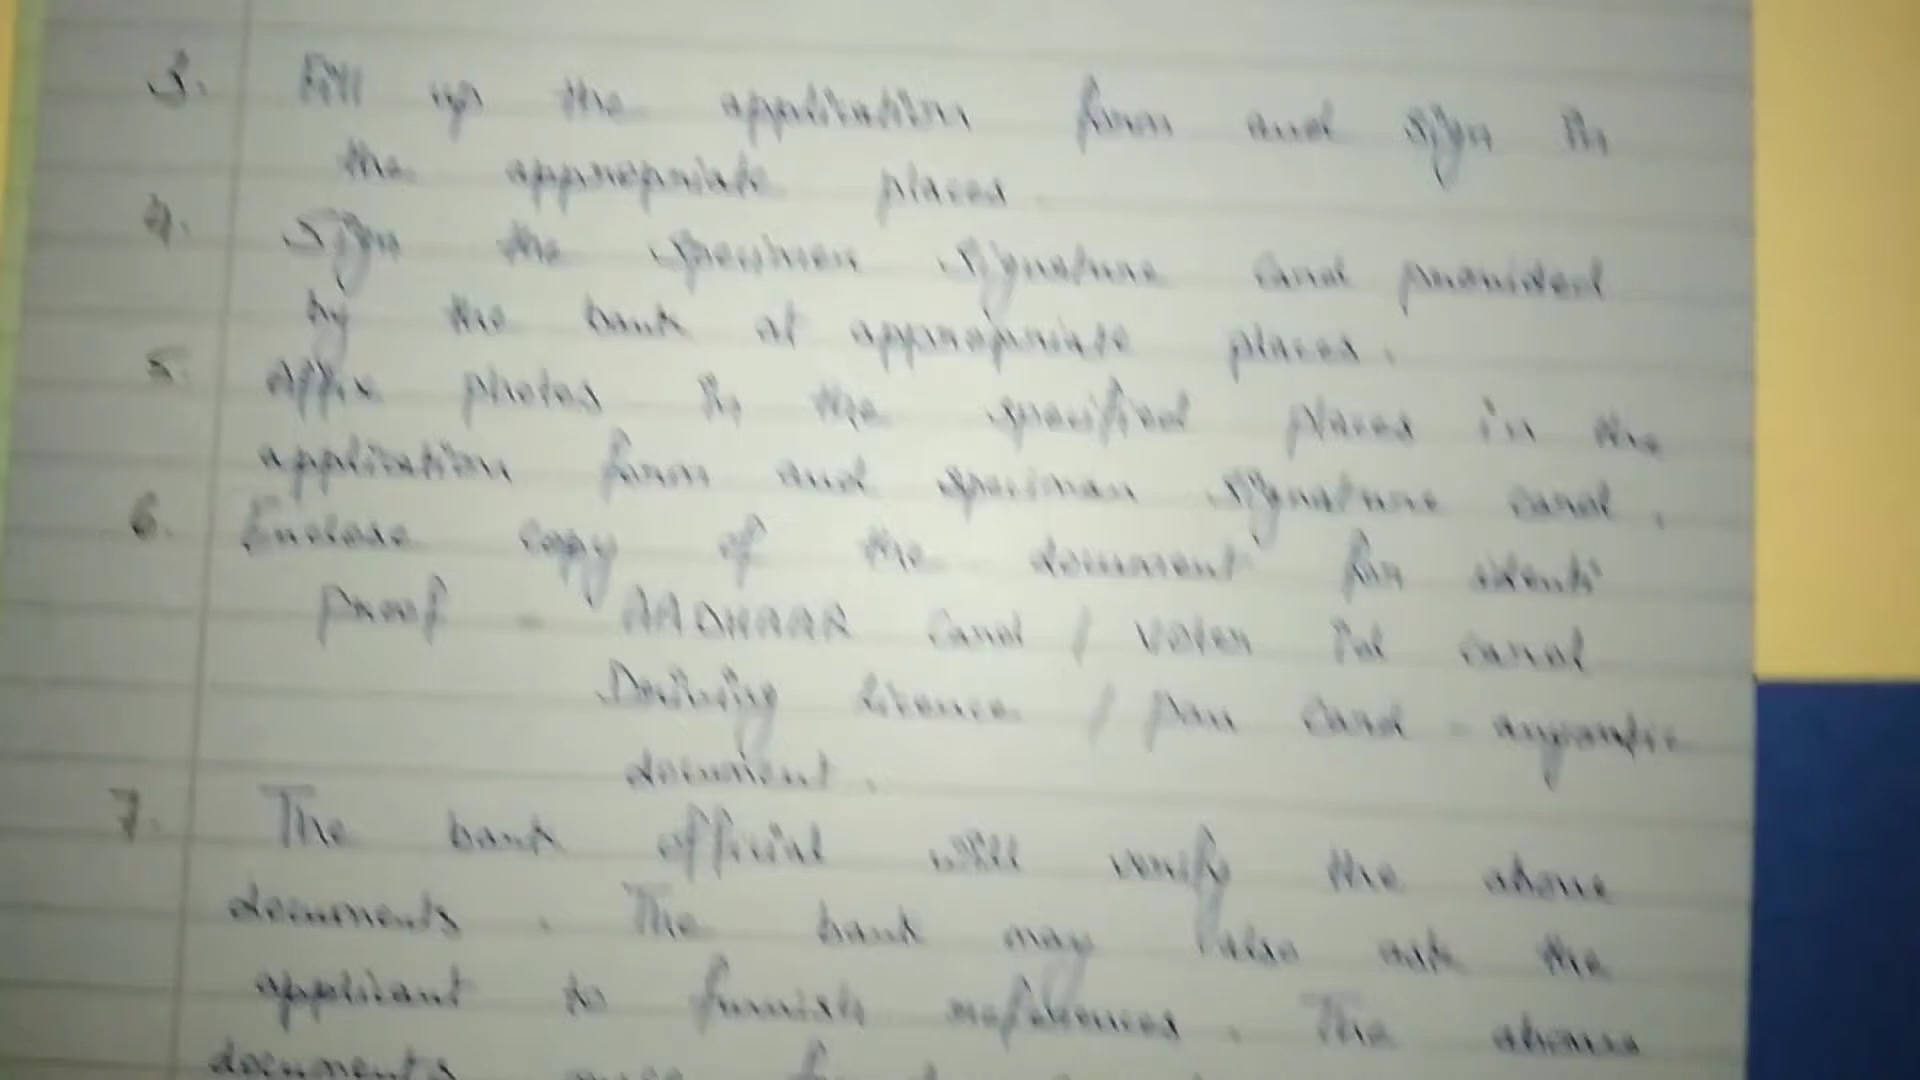 3. Fill up the application form and sign in
the appropriate places.
4. Sign the specimen signature card provided
by the bank at appropriate places.
5. Affix photos in the specified places in the
application form and specimen signature card.
6. Enclose copy of the document for identi
proof - AADHAAR card / Voter Id card
Driving licence / pan card - anyone
document.
7. The bank official will verify the above
documents. The bank may also ask the
applicant to furnish references. The above
documents